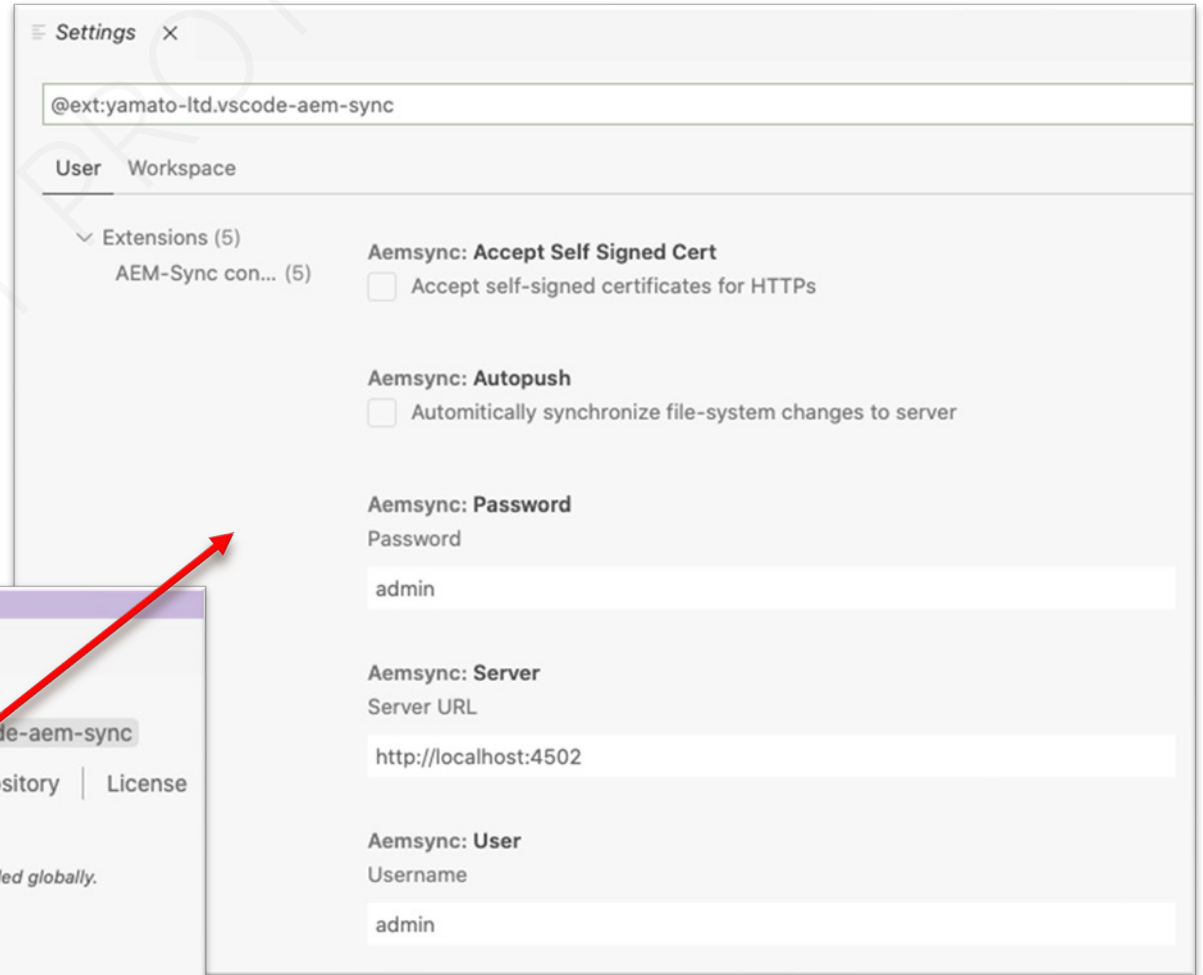 Settings ×
@ext:yamato-ltd.vscode-aem-sync
User Workspace
Extensions (5)
AEM-Sync con... (5)
Aemsync: Accept Self Signed Cert
Accept self-signed certificates for HTTPs
Aemsync: Autopush
Automitically synchronize file-system changes to server
Aemsync: Password
Password
admin
Aemsync: Server
Server URL
http://localhost:4502
Aemsync: User
Username
admin
de-aem-sync
ository | License
led globally.